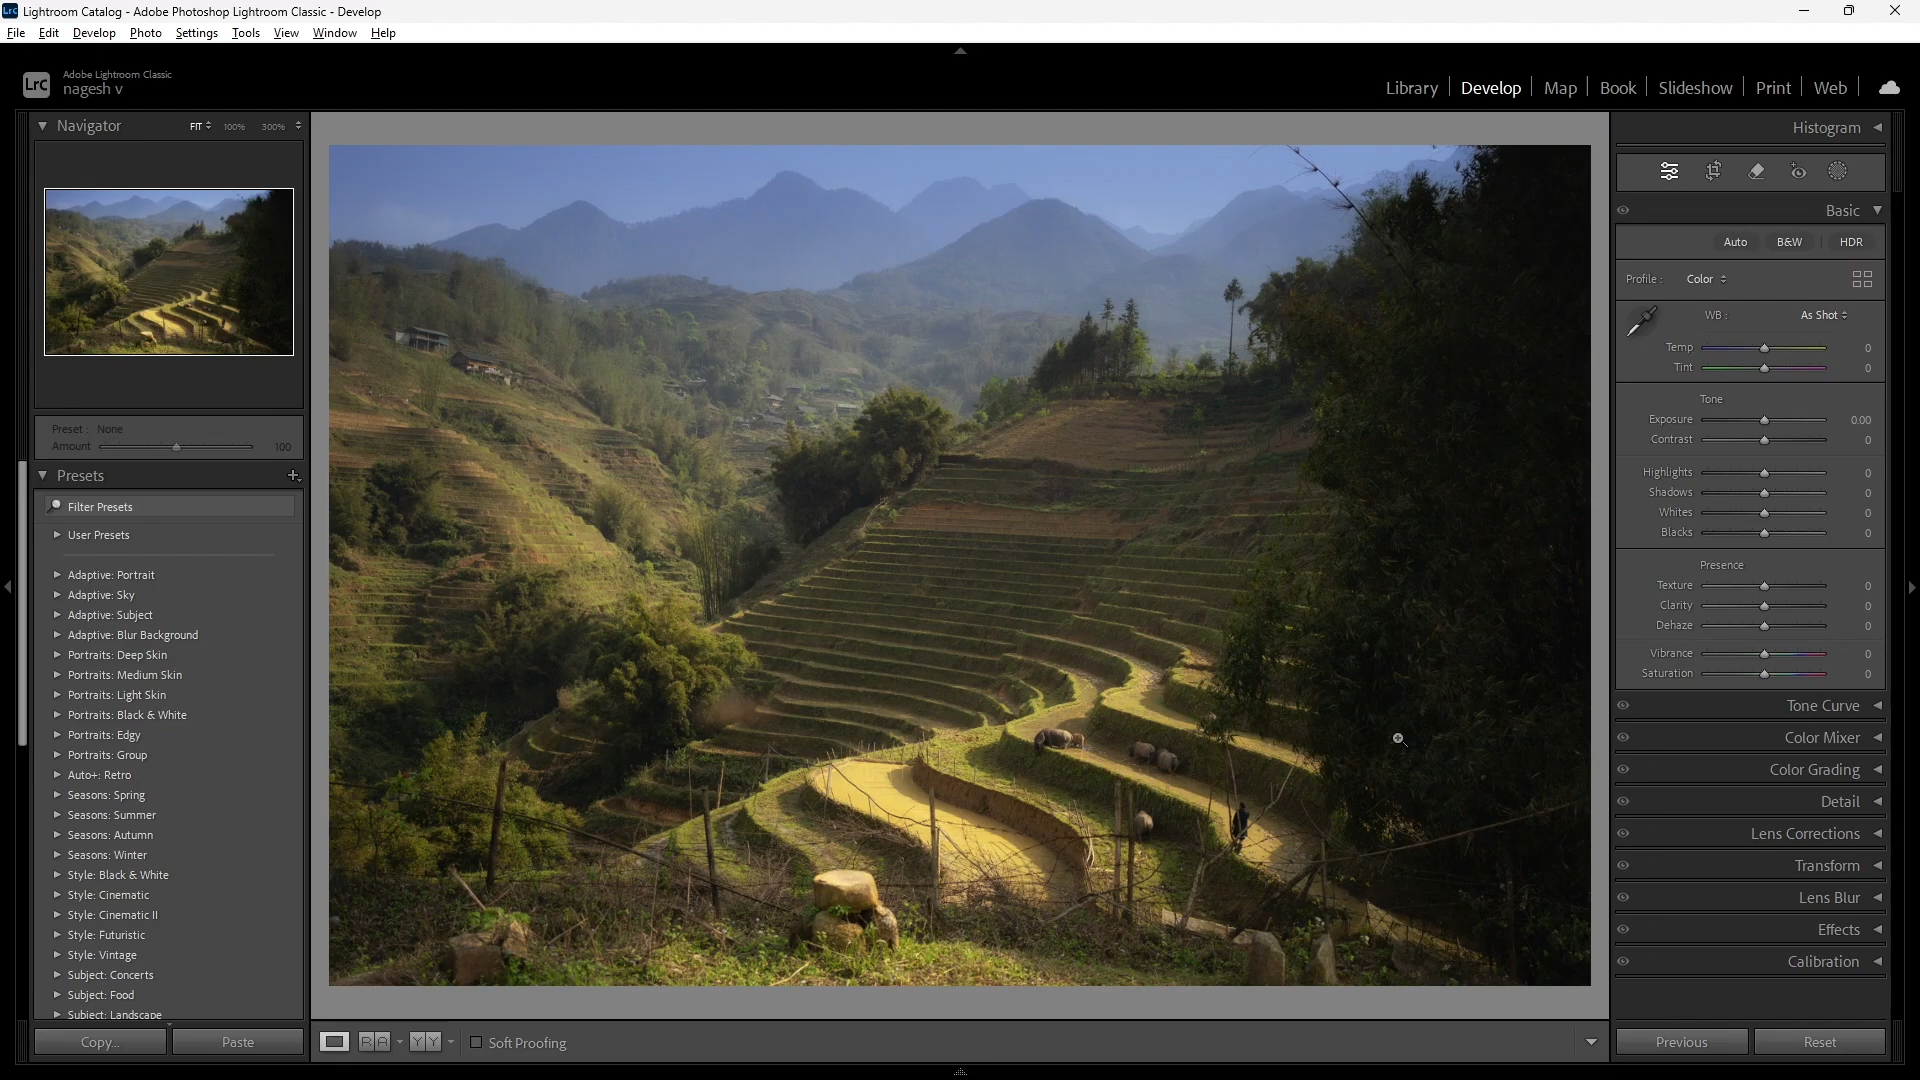 Lightroom Catalog - Adobe Photoshop Lightroom Classic - Develop
File Edit Develop Photo Settings Tools View Window Help
LrC
Adobe Lightroom Classic
nagesh v
Library Develop Map Book Slideshow Print Web
Navigator FIT 100% 300%
Preset : None
Amount 100
Presets
Filter Presets
User Presets
Adaptive: Portrait
Adaptive: Sky
Adaptive: Subject
Adaptive: Blur Background
Portraits: Deep Skin
Portraits: Medium Skin
Portraits: Light Skin
Portraits: Black & White
Portraits: Edgy
Portraits: Group
Auto+: Retro
Seasons: Spring
Seasons: Summer
Seasons: Autumn
Seasons: Winter
Style: Black & White
Style: Cinematic
Style: Cinematic II
Style: Futuristic
Style: Vintage
Subject: Concerts
Subject: Food
Subject: Landscape
Copy... Paste
R A Y Y Soft Proofing
Histogram
Basic
Auto B&W HDR
Profile : Color
WB : As Shot
Temp 0
Tint 0
Tone
Exposure 0.00
Contrast 0
Highlights 0
Shadows 0
Whites 0
Blacks 0
Presence
Texture 0
Clarity 0
Dehaze 0
Vibrance 0
Saturation 0
Tone Curve
Color Mixer
Color Grading
Detail
Lens Corrections
Transform
Lens Blur
Effects
Calibration
Previous Reset